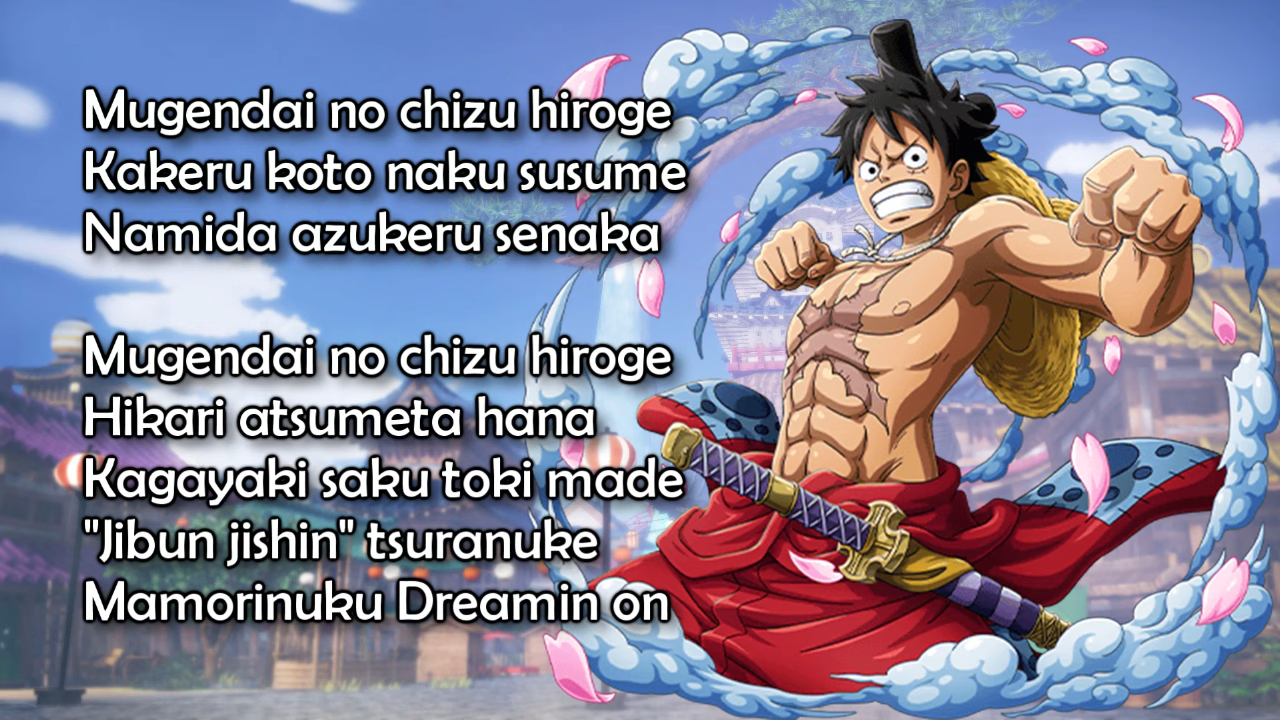 Mugendai no chizu hiroge
Kakeru koto naku susume
Namida azukeru senaka
Mugendai no chizu hiroge
Hikari atsumeta hana
Kagayaki saku toki made
"Jibun jishin" tsuranuke
Mamorinuku Dreamin on